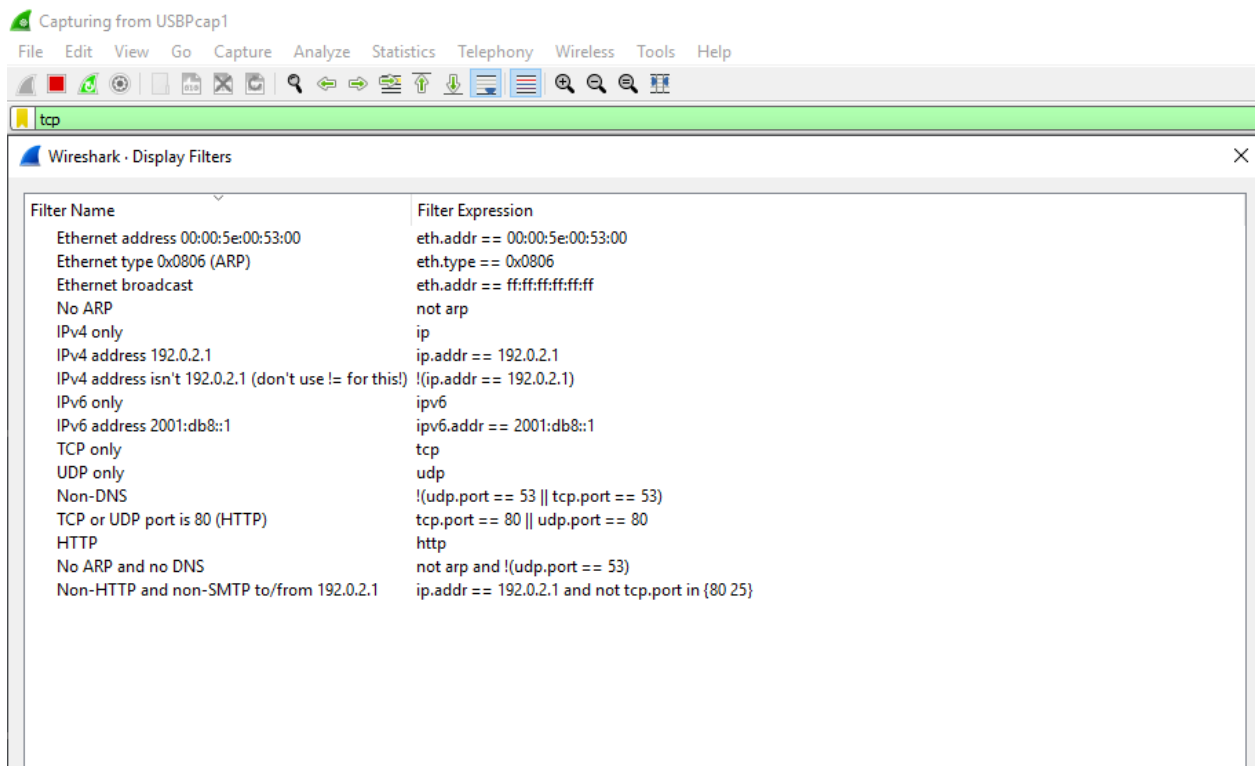 Capturing from USBPcap1
File Edit View Go Capture Analyze Statistics Telephony Wireless Tools Help
tcp
Wireshark · Display Filters
Filter Name Filter Expression
Ethernet address 00:00:5e:00:53:00 eth.addr == 00:00:5e:00:53:00
Ethernet type 0x0806 (ARP) eth.type == 0x0806
Ethernet broadcast eth.addr == ff:ff:ff:ff:ff:ff
No ARP not arp
IPv4 only ip
IPv4 address 192.0.2.1 ip.addr == 192.0.2.1
IPv4 address isn't 192.0.2.1 (don't use != for this!) !(ip.addr == 192.0.2.1)
IPv6 only ipv6
IPv6 address 2001:db8::1 ipv6.addr == 2001:db8::1
TCP only tcp
UDP only udp
Non-DNS !(udp.port == 53 || tcp.port == 53)
TCP or UDP port is 80 (HTTP) tcp.port == 80 || udp.port == 80
HTTP http
No ARP and no DNS not arp and !(udp.port == 53)
Non-HTTP and non-SMTP to/from 192.0.2.1 ip.addr == 192.0.2.1 and not tcp.port in {80 25}